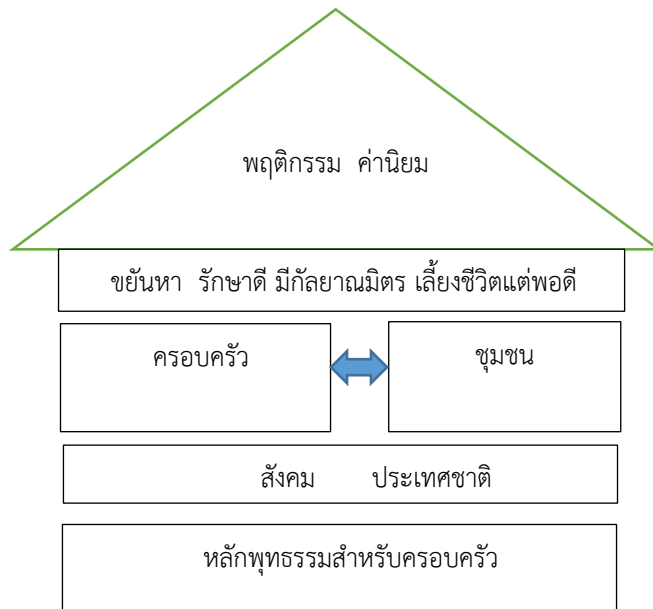 พฤติกรรม ค่านิยม
ขยันหา รักษาดี มีกัลยาณมิตร เลี้ยงชีวิตแต่พอดี
ครอบครัว
ชุมชน
สังคม ประเทศชาติ
หลักพุทธรรมสำหรับครอบครัว